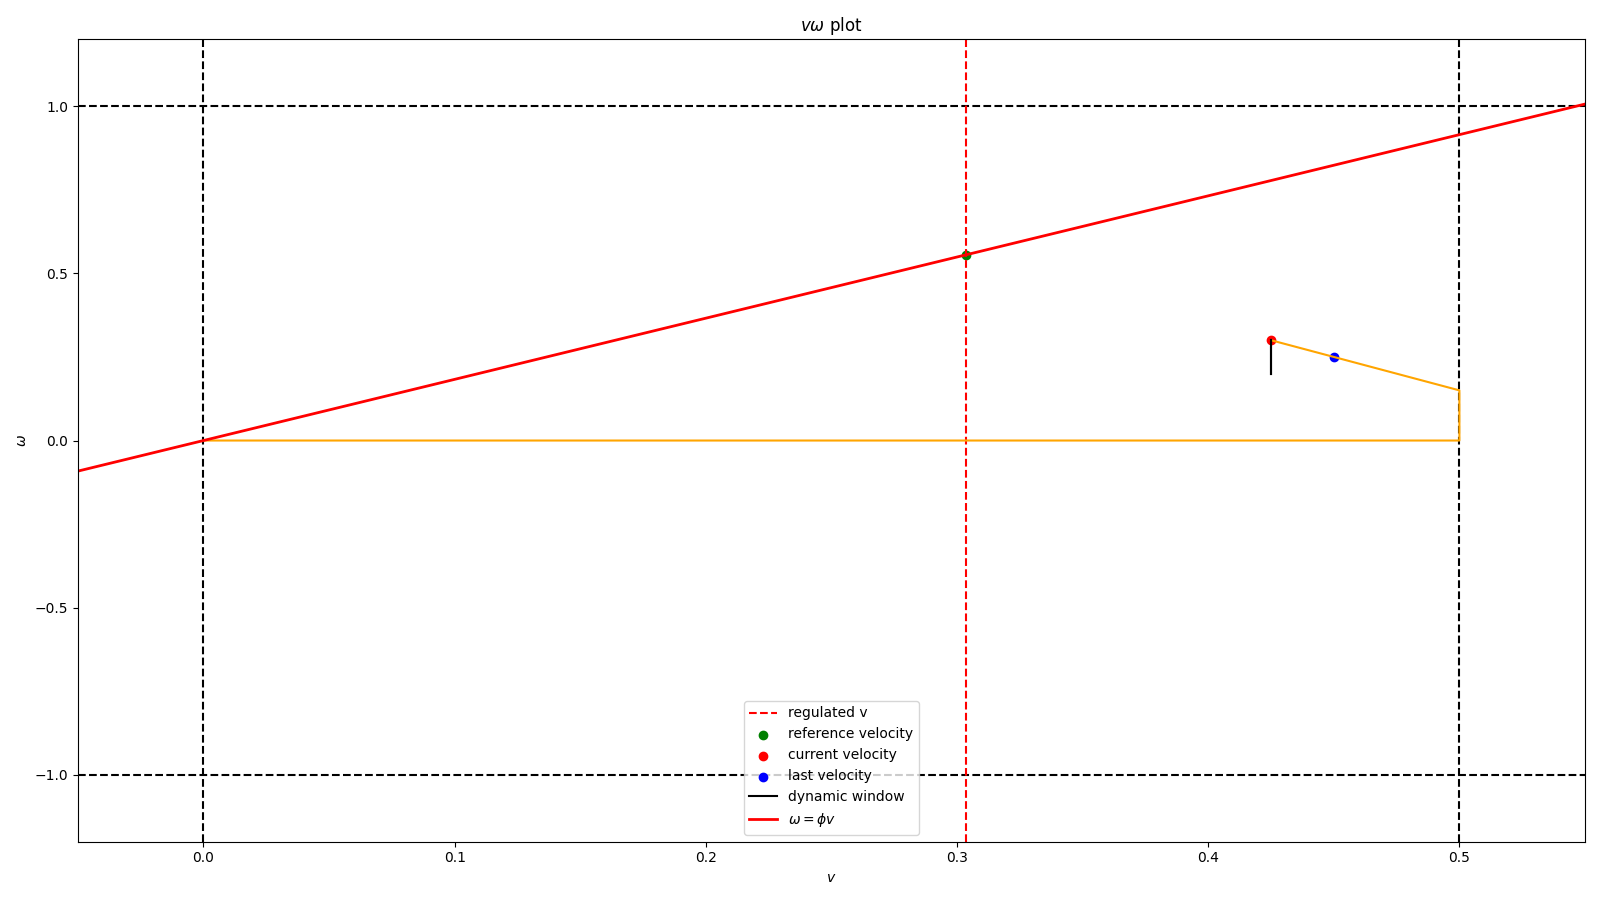 vω plot
1.0
0.5
0.0
−0.5
−1.0
ω
0.0
0.1
0.2
0.3
0.4
0.5
v
regulated v
reference velocity
current velocity
last velocity
dynamic window
ω = ϕv